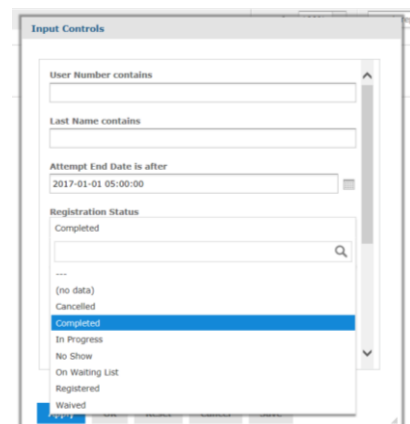 Input Controls
User Number contains
Last Name contains
Attempt End Date is after
2017-01-01 05:00:00
Registration Status
Completed
---
(no data)
Cancelled
Completed
In Progress
No Show
On Waiting List
Registered
Waived